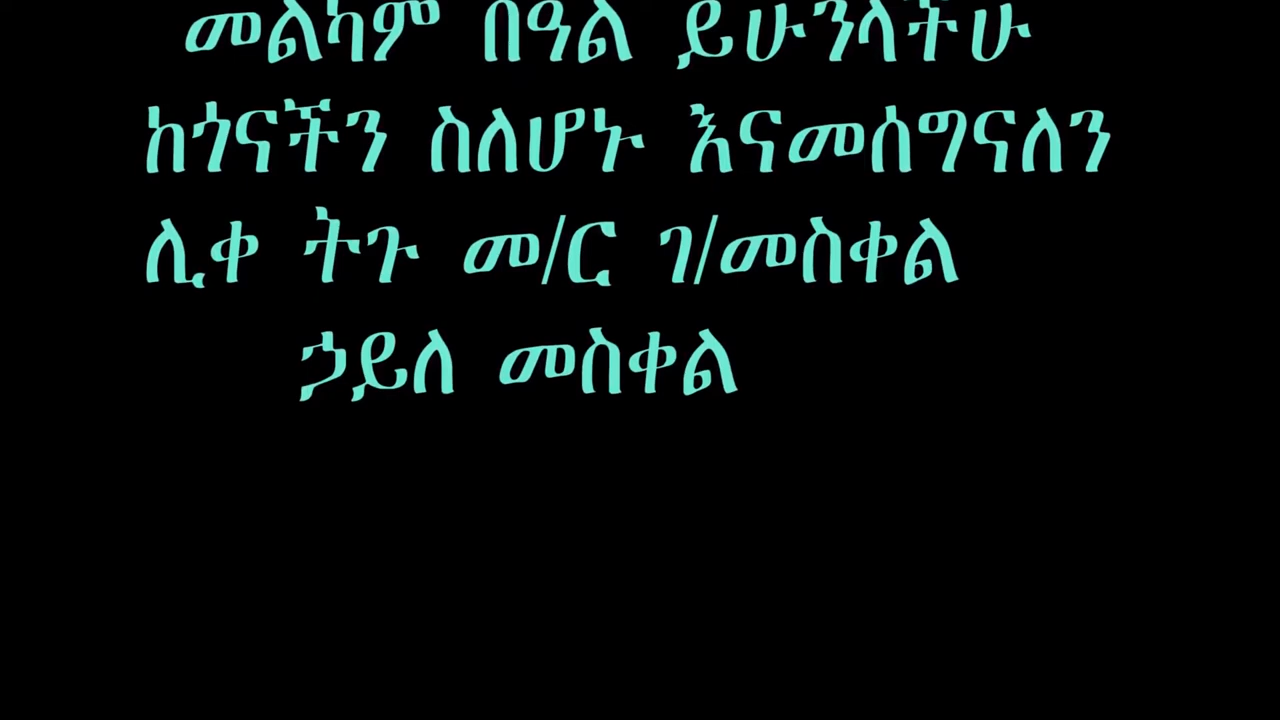 መልካም በዓል ይሁንላችሁ
ከጎናችን ስለሆኑ እናመሰግናለን
ሊቀ ትጉ መ/ር ገ/መስቀል
ኃይለ መስቀል